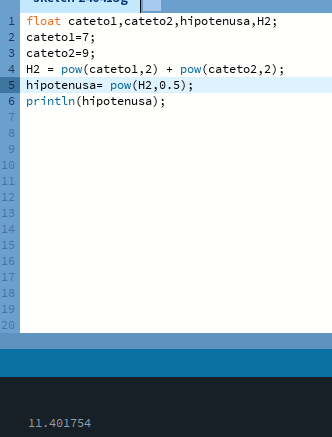 1 float cateto1,cateto2,hipotenusa,H2;
2 cateto1=7;
3 cateto2=9;
4 H2 = pow(cateto1,2) + pow(cateto2,2);
5 hipotenusa= pow(H2,0.5);
6 println(hipotenusa);
7
8
9
10
11
12
13
14
15
16
17
18
19
20
11.401754